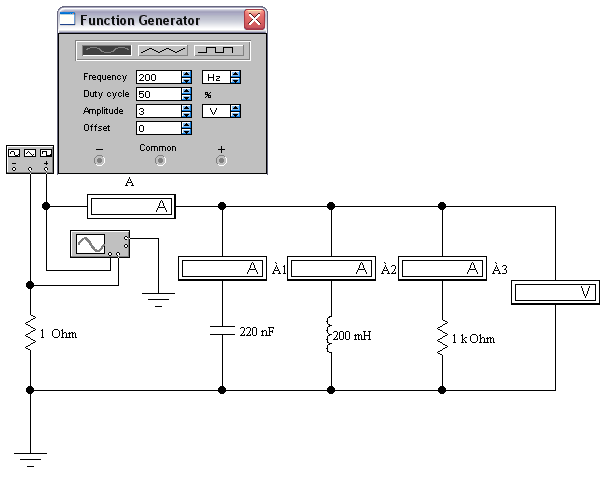 Function Generator
Frequency 200 Hz
Duty cycle 50 %
Amplitude 3 V
Offset 0
− Common +
− +
A
A
A À1 A À2 A À3
V
1 Ohm
220 nF
200 mH
1 k Ohm